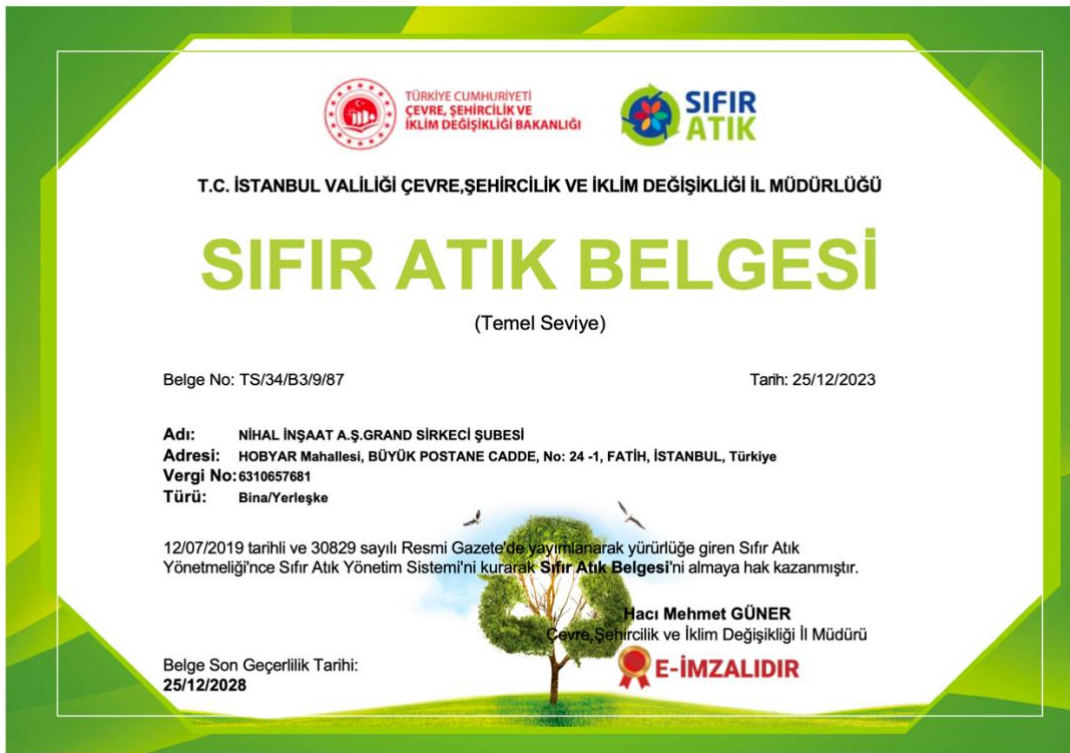 TÜRKİYE CUMHURİYETİ
ÇEVRE, ŞEHİRCİLİK VE
İKLİM DEĞİŞİKLİĞİ BAKANLIĞI
SIFIR
ATIK
T.C. İSTANBUL VALİLİĞİ ÇEVRE,ŞEHİRCİLİK VE İKLİM DEĞİŞİKLİĞİ İL MÜDÜRLÜĞÜ
SIFIR ATIK BELGESİ
(Temel Seviye)
Belge No: TS/34/B3/9/87 Tarih: 25/12/2023
Adı: NİHAL İNŞAAT A.Ş.GRAND SİRKECİ ŞUBESİ
Adresi: HOBYAR Mahallesi, BÜYÜK POSTANE CADDE, No: 24 -1, FATİH, İSTANBUL, Türkiye
Vergi No: 6310657681
Türü: Bina/Yerleşke
12/07/2019 tarihli ve 30829 sayılı Resmi Gazete'de yayımlanarak yürürlüğe giren Sıfır Atık
Yönetmeliği'nce Sıfır Atık Yönetim Sistemi'ni kurarak Sıfır Atık Belgesi'ni almaya hak kazanmıştır.
Hacı Mehmet GÜNER
Çevre,Şehircilik ve İklim Değişikliği İl Müdürü
E-İMZALIDIR
Belge Son Geçerlilik Tarihi:
25/12/2028